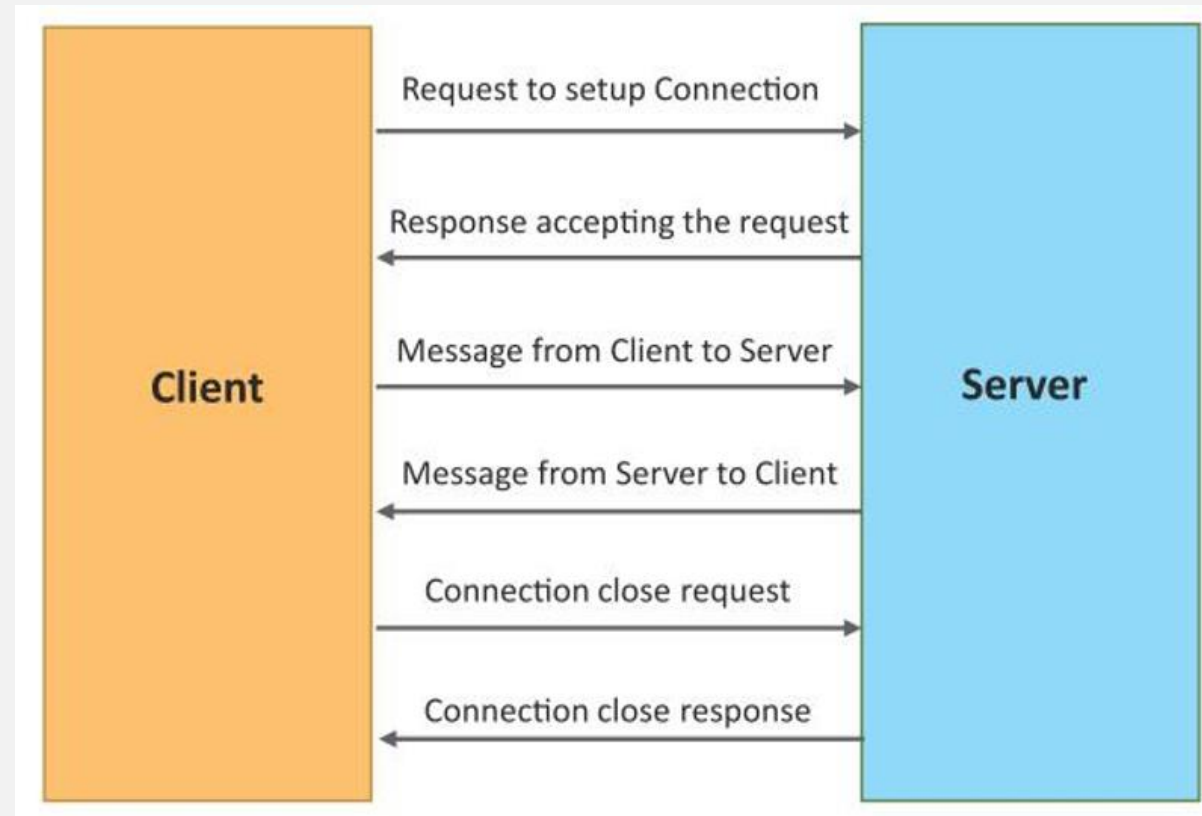 Request to setup Connection
Response accepting the request
Message from Client to Server
Client
Server
Message from Server to Client
Connection close request
Connection close response